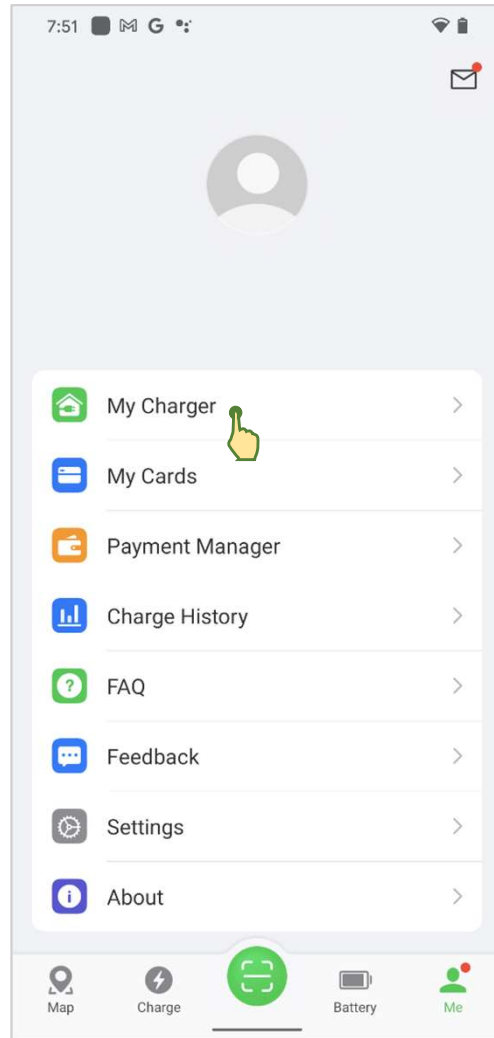 7:51 G
My Charger
My Cards
Payment Manager
Charge History
? FAQ
Feedback
Settings
i About
Map Charge Battery Me